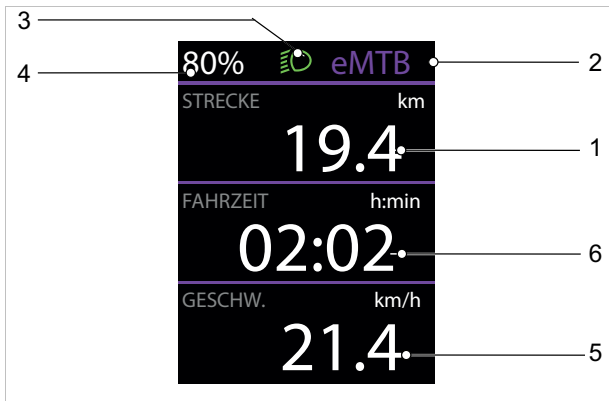 3
80% eMTB
4
2
STRECKE km
19.4
1
FAHRZEIT h:min
02:02
6
GESCHW. km/h
21.4
5